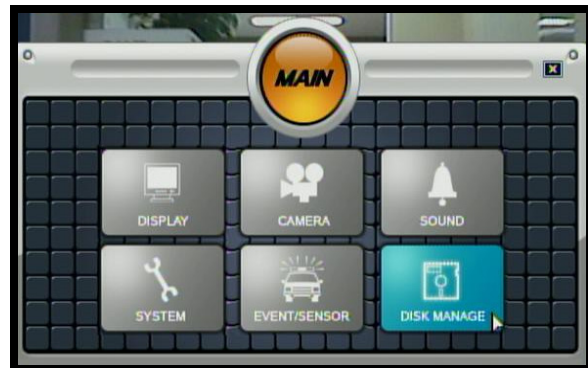 MAIN
DISPLAY
CAMERA
SOUND
SYSTEM
EVENT/SENSOR
DISK MANAGE